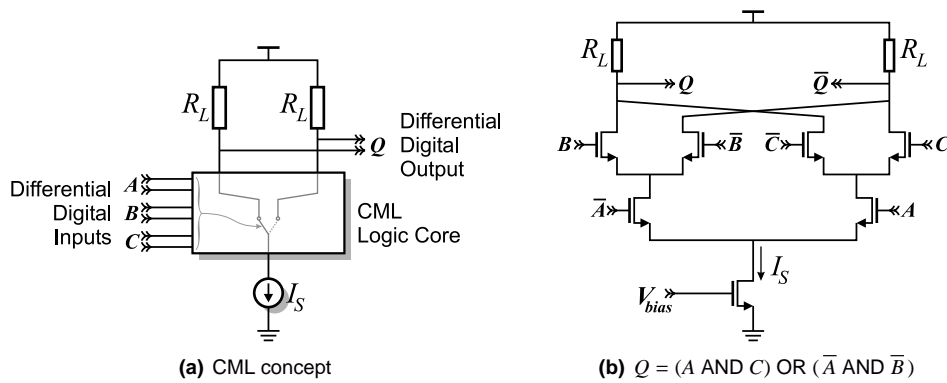 R_L
R_L
Q
Differential
Digital
Output
Differential
Digital
Inputs
A
B
C
CML
Logic Core
I_S
(a) CML concept
R_L
R_L
Q
Q̅
B
B̅
C̅
C
A̅
A
I_S
V_bias
(b) Q = (A AND C) OR (A̅ AND B̅)